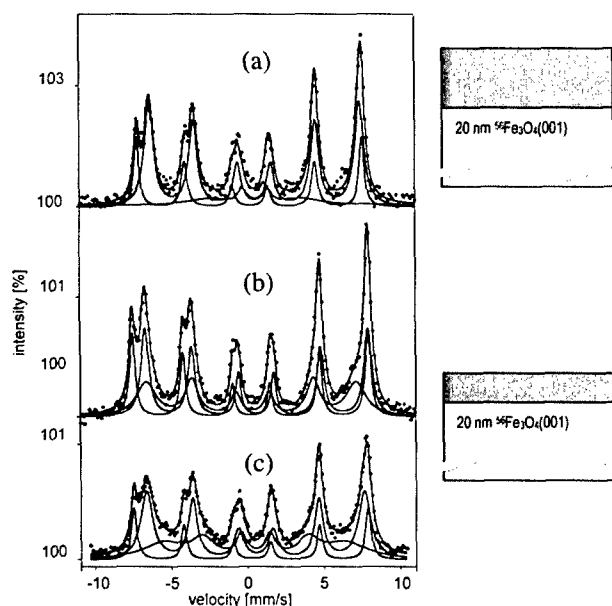 (a)
103
100
20 nm ⁵⁶Fe₃O₄(001)
(b)
101
100
intensity [%]
20 nm ⁵⁶Fe₃O₄(001)
(c)
101
100
-10 -5 0 5 10
velocity [mm/s]